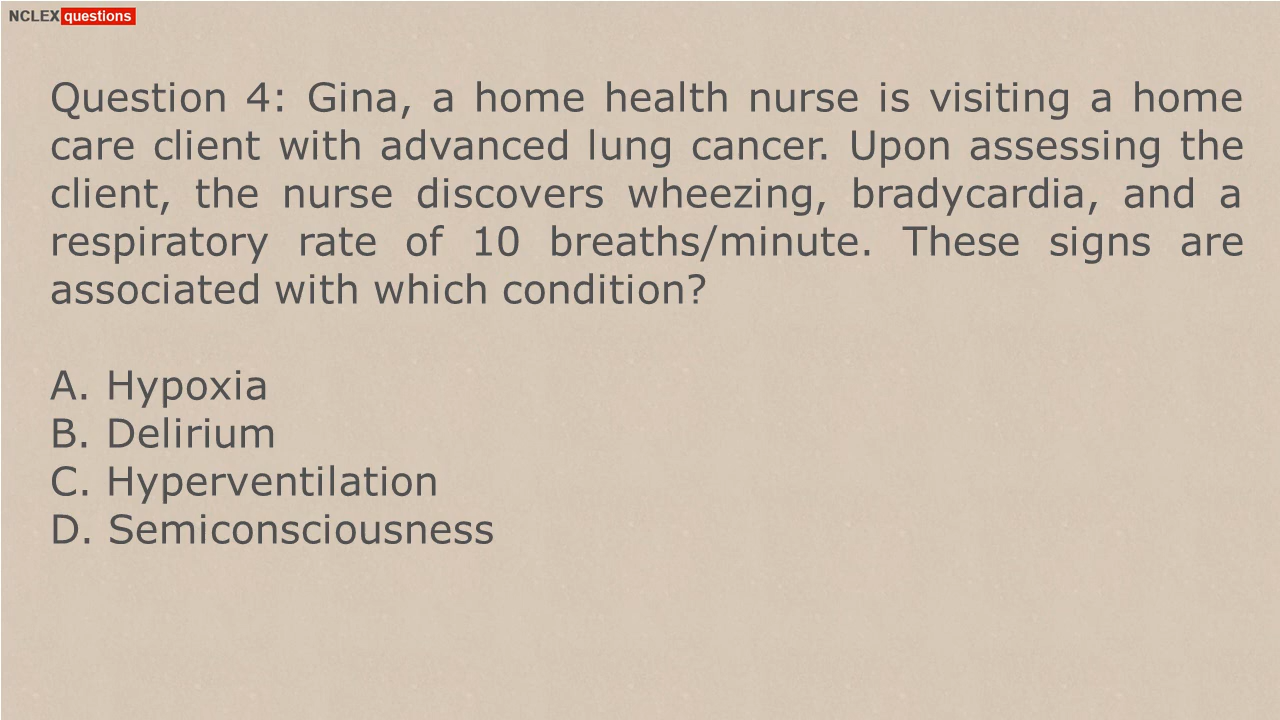 NCLEX questions
Question 4: Gina, a home health nurse is visiting a home
care client with advanced lung cancer. Upon assessing the
client, the nurse discovers wheezing, bradycardia, and a
respiratory rate of 10 breaths/minute. These signs are
associated with which condition?
A. Hypoxia
B. Delirium
C. Hyperventilation
D. Semiconsciousness